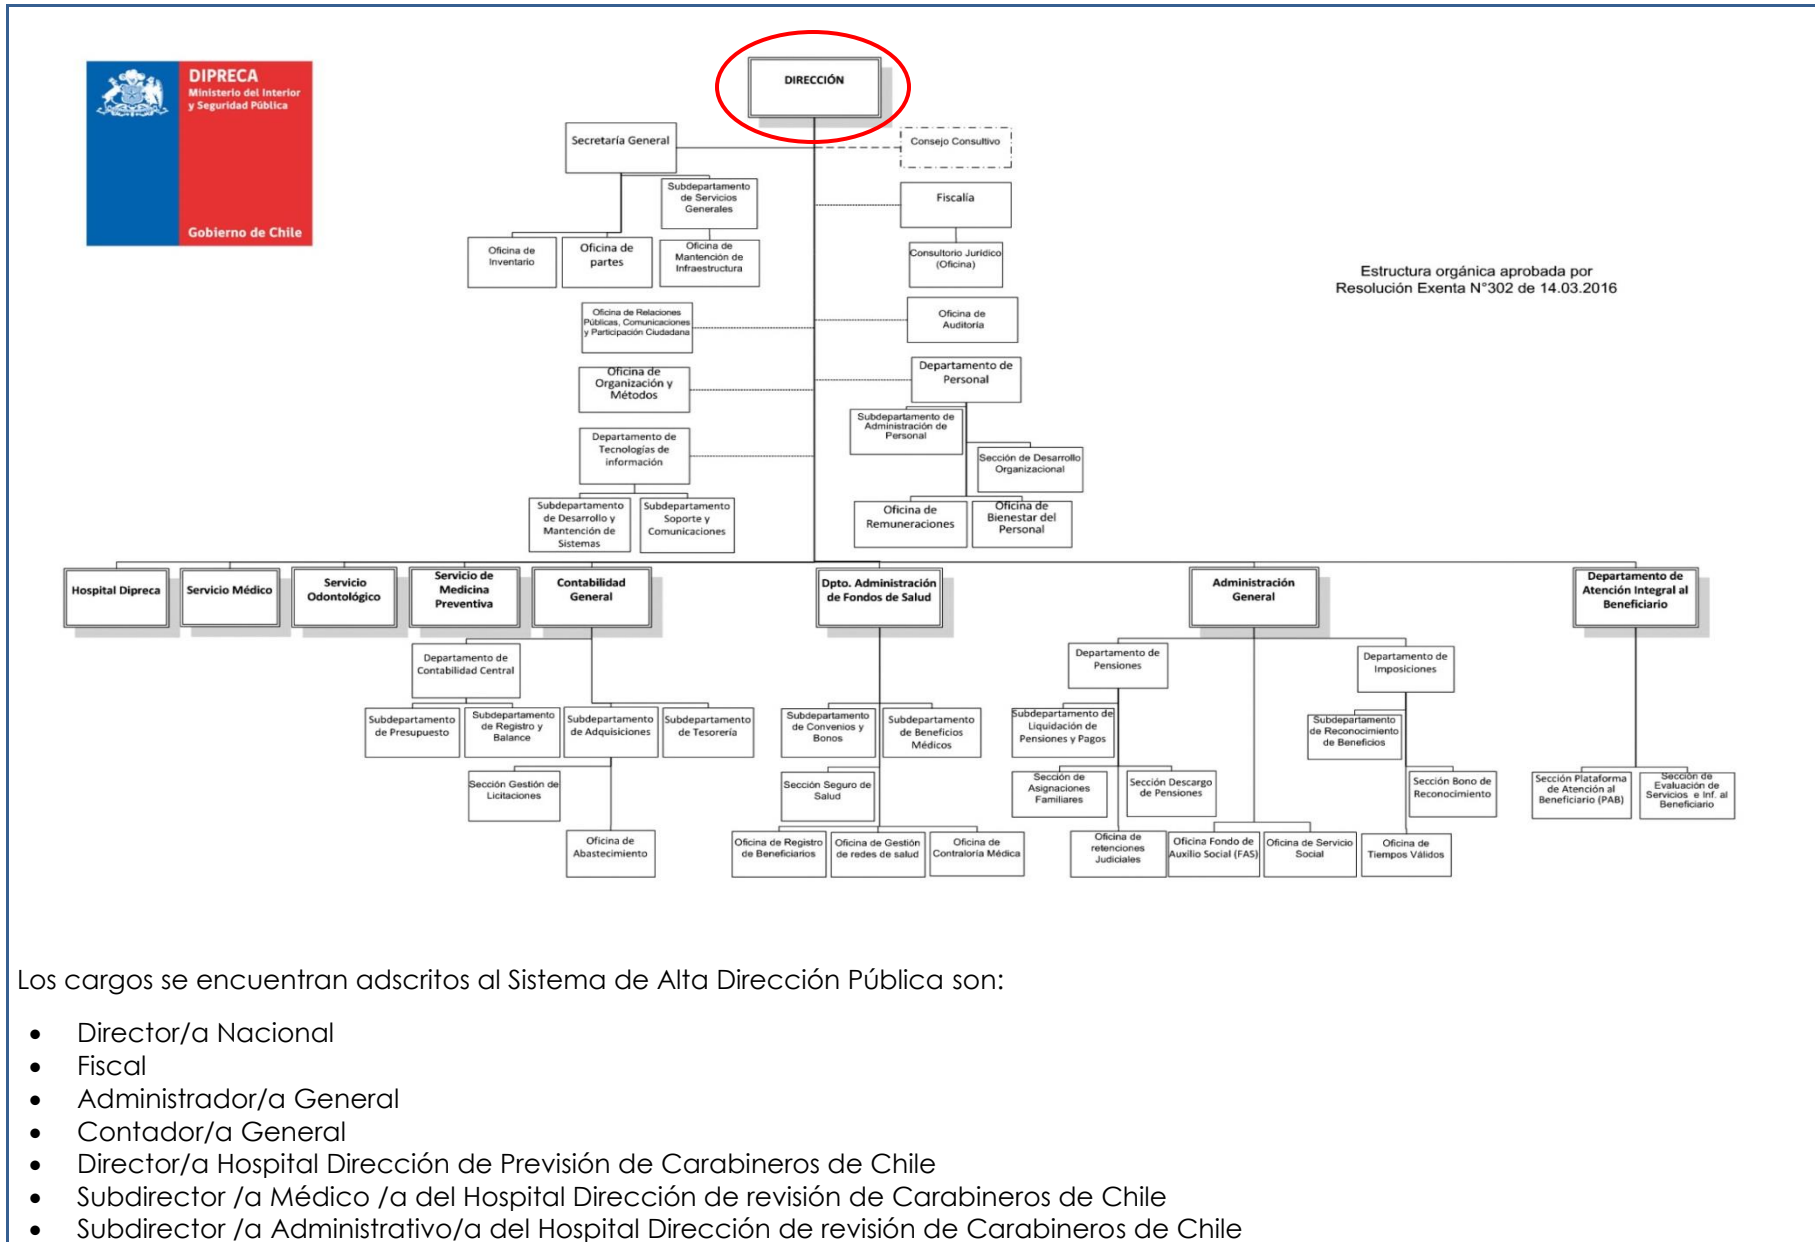 DIPRECA
Ministerio del Interior
y Seguridad Pública
Gobierno de Chile
DIRECCIÓN
Secretaría General
Consejo Consultivo
Subdepartamento
de Servicios
Generales
Fiscalía
Oficina de
Inventario
Oficina de
partes
Oficina de
Mantención de
Infraestructura
Consultorio Jurídico
(Oficina)
Estructura orgánica aprobada por
Resolución Exenta N°302 de 14.03.2016
Oficina de Relaciones
Públicas, Comunicaciones
y Participación Ciudadana
Oficina de
Auditoría
Oficina de
Organización y
Métodos
Departamento de
Personal
Subdepartamento de
Administración de
Personal
Departamento de
Tecnologías de
información
Sección de Desarrollo
Organizacional
Subdepartamento
de Desarrollo y
Mantención de
Sistemas
Subdepartamento
Soporte y
Comunicaciones
Oficina de
Remuneraciones
Oficina de
Bienestar del
Personal
Hospital Dipreca
Servicio Médico
Servicio
Odontológico
Servicio de
Medicina
Preventiva
Contabilidad
General
Dpto. Administración
de Fondos de Salud
Administración
General
Departamento de
Atención Integral al
Beneficiario
Departamento de
Contabilidad Central
Departamento de
Pensiones
Departamento de
Imposiciones
Subdepartamento
de Presupuesto
Subdepartamento
de Registro y
Balance
Subdepartamento
de Adquisiciones
Subdepartamento
de Tesorería
Subdepartamento
de Convenios y
Bonos
Subdepartamento
de Beneficios
Médicos
Subdepartamento de
Liquidación de
Pensiones y Pagos
Subdepartamento
de Reconocimiento
de Beneficios
Sección Gestión de
Licitaciones
Sección Seguro de
Salud
Sección de
Asignaciones
Familiares
Sección Descargo
de Pensiones
Sección Bono de
Reconocimiento
Sección Plataforma
de Atención al
Beneficiario (PAB)
Sección de
Evaluación de
Servicios e Inf. al
Beneficiario
Oficina de
Abastecimiento
Oficina de Registro
de Beneficiarios
Oficina de Gestión
de redes de salud
Oficina de
Contraloría Médica
Oficina de
retenciones
Judiciales
Oficina Fondo de
Auxilio Social (FAS)
Oficina de Servicio
Social
Oficina de
Tiempos Válidos
Los cargos se encuentran adscritos al Sistema de Alta Dirección Pública son:
• Director/a Nacional
• Fiscal
• Administrador/a General
• Contador/a General
• Director/a Hospital Dirección de Previsión de Carabineros de Chile
• Subdirector /a Médico /a del Hospital Dirección de revisión de Carabineros de Chile
• Subdirector /a Administrativo/a del Hospital Dirección de revisión de Carabineros de Chile